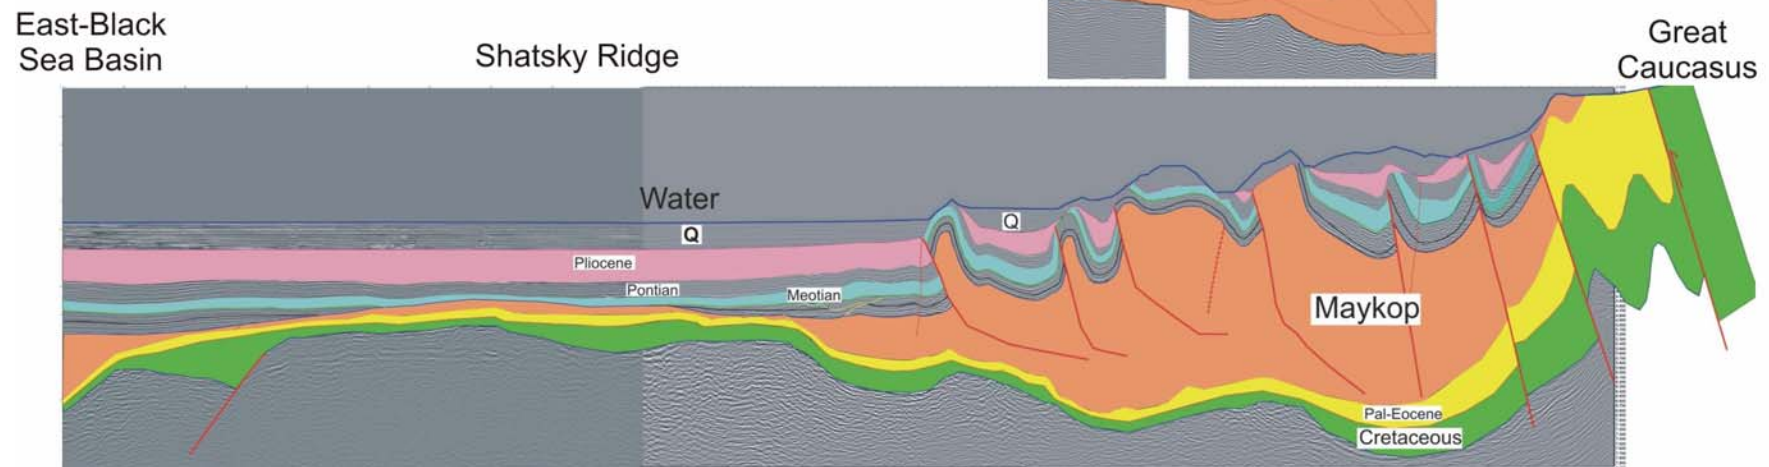 East-Black
Sea Basin
Shatsky Ridge
Great
Caucasus
Water
Q
Q
Pliocene
Pontian
Meotian
Maykop
Pal-Eocene
Cretaceous